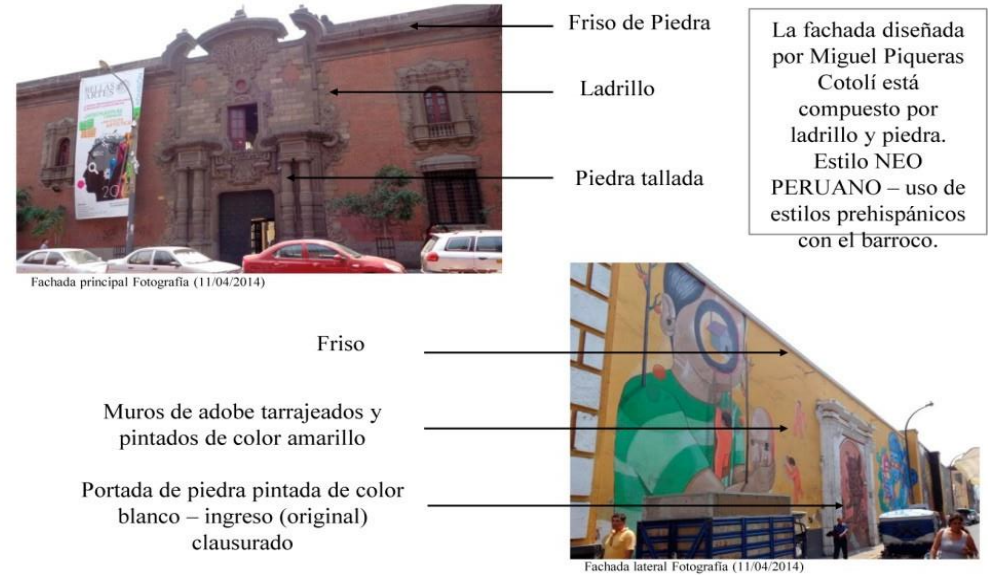 Friso de Piedra
Ladrillo
Piedra tallada
La fachada diseñada
por Miguel Piqueras
Cotolí está
compuesto por
ladrillo y piedra.
Estilo NEO
PERUANO – uso de
estilos prehispánicos
con el barroco.
BELLAS
ARTES
Fachada principal Fotografía (11/04/2014)
Friso
Muros de adobe tarrajeados y
pintados de color amarillo
Portada de piedra pintada de color
blanco – ingreso (original)
clausurado
Fachada lateral Fotografía (11/04/2014)